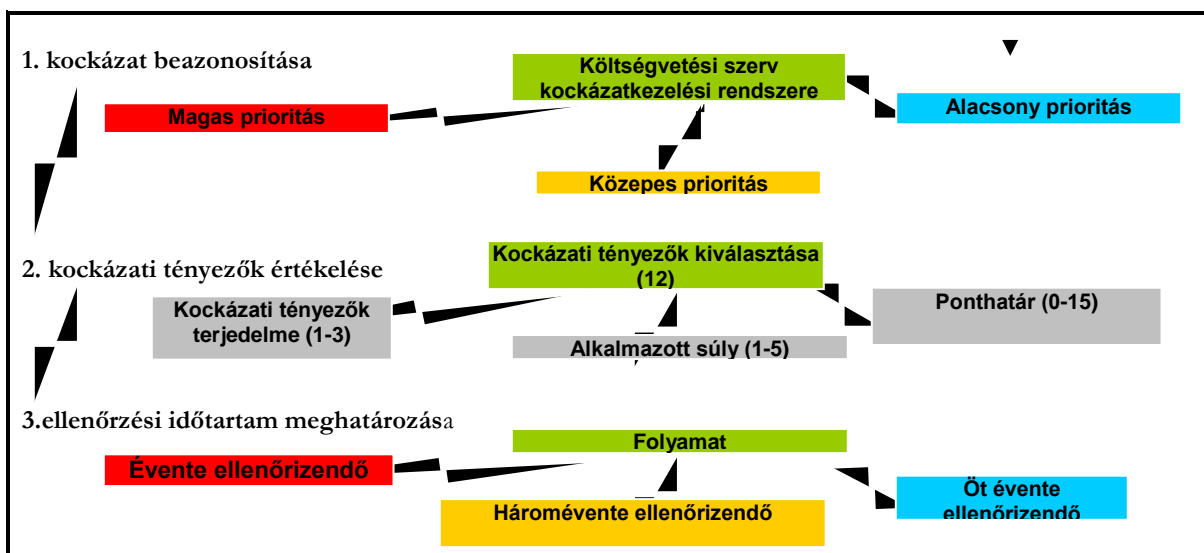 1. kockázat beazonosítása
Költségvetési szerv
kockázatkezelési rendszere
Magas prioritás
Alacsony prioritás
Közepes prioritás
2. kockázati tényezők értékelése
Kockázati tényezők kiválasztása
(12)
Kockázati tényezők
terjedelme (1-3)
Ponthatár (0-15)
Alkalmazott súly (1-5)
3.ellenőrzési időtartam meghatározása
Folyamat
Évente ellenőrizendő
Háromévente ellenőrizendő
Öt évente
ellenőrizendő